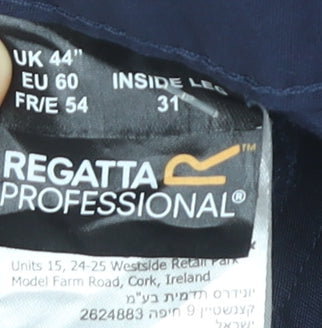 UK 44"
EU 60 INSIDE LEG
FR/E 54 31
REGATTA R™
PROFESSIONAL®
Units 15, 24-25 Westside Retail Park
Model Farm Road, Cork, Ireland
יונידרס תדמית בע"מ
קצנשטיין 9 חיפה 2624883
ישראל